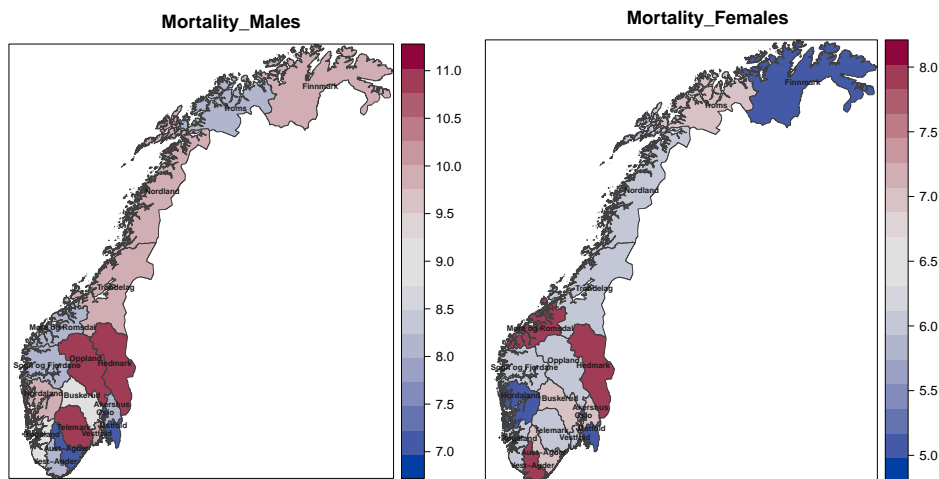 Mortality_Males
Finnmark
Troms
Nordland
Trøndelag
Møre og Romsdal
Oppland
Sogn og Fjordane
Hedmark
Hordaland
Buskerud
Akershus
Oslo
Telemark
Østfold
Vestfold
Aust−Agder
Vest−Agder
11.0
10.5
10.0
9.5
9.0
8.5
8.0
7.5
7.0
Mortality_Females
Finnmark
Troms
Nordland
Trøndelag
Møre og Romsdal
Oppland
Sogn og Fjordane
Hedmark
Hordaland
Buskerud
Akershus
Oslo
Telemark
Østfold
Vestfold
Aust−Agder
Vest−Agder
8.0
7.5
7.0
6.5
6.0
5.5
5.0